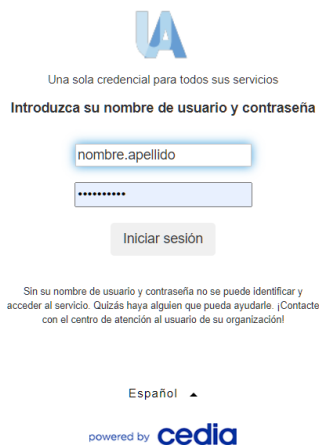 UA
Una sola credencial para todos sus servicios
Introduzca su nombre de usuario y contraseña
nombre.apellido
••••••••••
Iniciar sesión
Sin su nombre de usuario y contraseña no se puede identificar y
acceder al servicio. Quizás haya alguien que pueda ayudarle. ¡Contacte
con el centro de atención al usuario de su organización!
Español ▲
powered by cedia